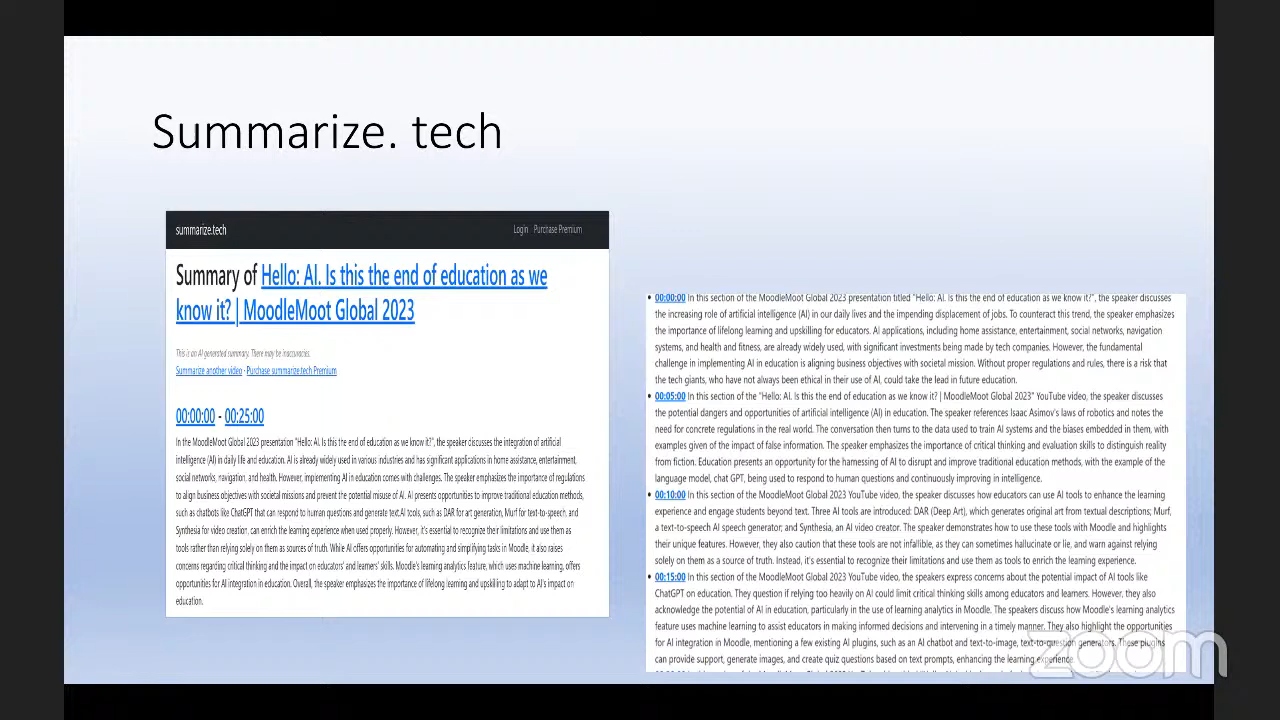 Summarize. tech
summarize.tech
Login Purchase Premium
Summary of Hello: AI. Is this the end of education as we
know it? | MoodleMoot Global 2023
This is an AI generated summary. There may be inaccuracies.
Summarize another video · Purchase summarize.tech Premium
00:00:00 - 00:25:00
In the MoodleMoot Global 2023 presentation "Hello: AI. Is this the end of education as we know it?", the speaker discusses the integration of artificial
intelligence (AI) in daily life and education. AI is already widely used in various industries and has significant applications in home assistance, entertainment,
social networks, navigation, and health. However, implementing AI in education comes with challenges. The speaker emphasizes the importance of regulations
to align business objectives with societal missions and prevent the potential misuse of AI. AI presents opportunities to improve traditional education methods,
such as chatbots like ChatGPT that can respond to human questions and generate text.AI tools, such as DAR for art generation, Murf for text-to-speech, and
Synthesia for video creation, can enrich the learning experience when used properly. However, it's essential to recognize their limitations and use them as
tools rather than relying solely on them as sources of truth. While AI offers opportunities for automating and simplifying tasks in Moodle, it also raises
concerns regarding critical thinking and the impact on educators' and learners' skills. Moodle's learning analytics feature, which uses machine learning, offers
opportunities for AI integration in education. Overall, the speaker emphasizes the importance of lifelong learning and upskilling to adapt to AI's impact on
education.
• 00:00:00 In this section of the MoodleMoot Global 2023 presentation titled "Hello: AI. Is this the end of education as we know it?", the speaker discusses
the increasing role of artificial intelligence (AI) in our daily lives and the impending displacement of jobs. To counteract this trend, the speaker emphasizes
the importance of lifelong learning and upskilling for educators. AI applications, including home assistance, entertainment, social networks, navigation
systems, and health and fitness, are already widely used, with significant investments being made by tech companies. However, the fundamental
challenge in implementing AI in education is aligning business objectives with societal mission. Without proper regulations and rules, there is a risk that
the tech giants, who have not always been ethical in their use of AI, could take the lead in future education.
• 00:05:00 In this section of the "Hello: AI. Is this the end of education as we know it? | MoodleMoot Global 2023" YouTube video, the speaker discusses
the potential dangers and opportunities of artificial intelligence (AI) in education. The speaker references Isaac Asimov's laws of robotics and notes the
need for concrete regulations in the real world. The conversation then turns to the data used to train AI systems and the biases embedded in them, with
examples given of the impact of false information. The speaker emphasizes the importance of critical thinking and evaluation skills to distinguish reality
from fiction. Education presents an opportunity for the harnessing of AI to disrupt and improve traditional education methods, with the example of the
language model, chat GPT, being used to respond to human questions and continuously improving in intelligence.
• 00:10:00 In this section of the MoodleMoot Global 2023 YouTube video, the speaker discusses how educators can use AI tools to enhance the learning
experience and engage students beyond text. Three AI tools are introduced: DAR (Deep Art), which generates original art from textual descriptions; Murf,
a text-to-speech AI speech generator; and Synthesia, an AI video creator. The speaker demonstrates how to use these tools with Moodle and highlights
their unique features. However, they also caution that these tools are not infallible, as they can sometimes hallucinate or lie, and warn against relying
solely on them as a source of truth. Instead, it's essential to recognize their limitations and use them as tools to enrich the learning experience.
• 00:15:00 In this section of the MoodleMoot Global 2023 YouTube video, the speakers express concerns about the potential impact of AI tools like
ChatGPT on education. They question if relying too heavily on AI could limit critical thinking skills among educators and learners. However, they also
acknowledge the potential of AI in education, particularly in the use of learning analytics in Moodle. The speakers discuss how Moodle's learning analytics
feature uses machine learning to assist educators in making informed decisions and intervening in a timely manner. They also highlight the opportunities
for AI integration in Moodle, mentioning a few existing AI plugins, such as an AI chatbot and text-to-image, text-to-question generators. These plugins
can provide support, generate images, and create quiz questions based on text prompts, enhancing the learning experience.
zoom